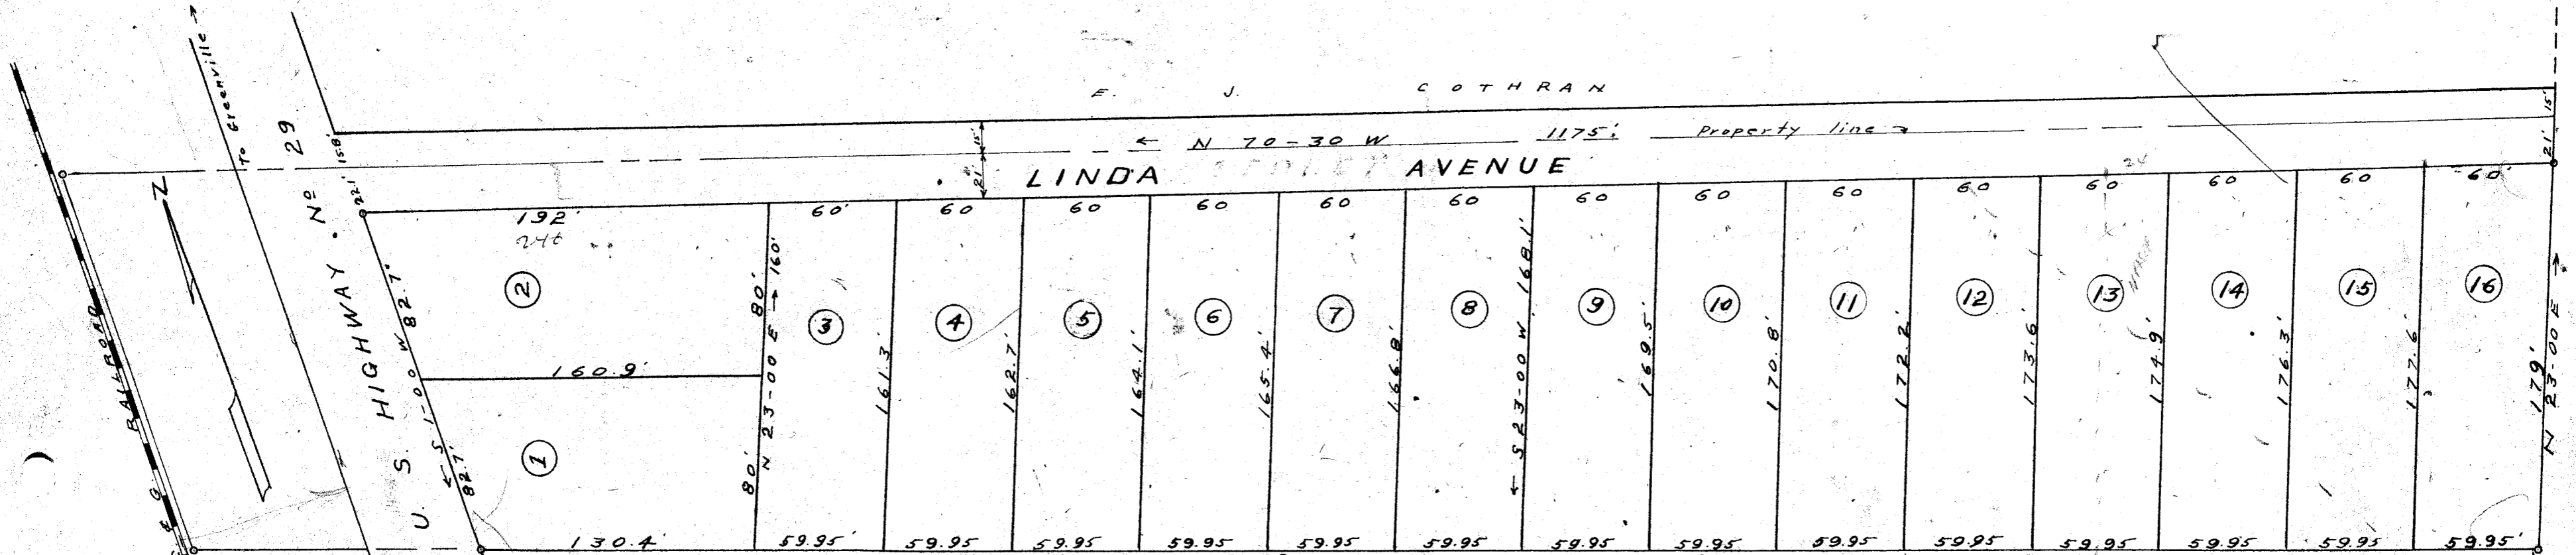 To Greenville →
E. J. COTHRAN
← N 70-30 W 1175' Property line →
LINDA AVENUE
15.8'
22.1'
15'
21'
15'
21'
U. S. HIGHWAY. No 29
RAILROAD
192' 60' 60 60 60 60 60 60 60 60 60 60 60 60 60'
246
24
1 2 3 4 5 6 7 8 9 10 11 12 13 14 15 16
← S 1-00 W 82.7'
82.7'
160.9'
80'
80'
N 23-00 E → 160'
161.3'
162.7'
164.1'
165.4'
166.8'
← S 23-00 W 168.1'
169.5'
170.8'
172.2'
173.6'
174.9'
176.3'
177.6'
179'
N 23-00 E →
130.4' 59.95' 59.95 59.95 59.95 59.95 59.95 59.95 59.95 59.95 59.95 59.95 59.95 59.95 59.95'